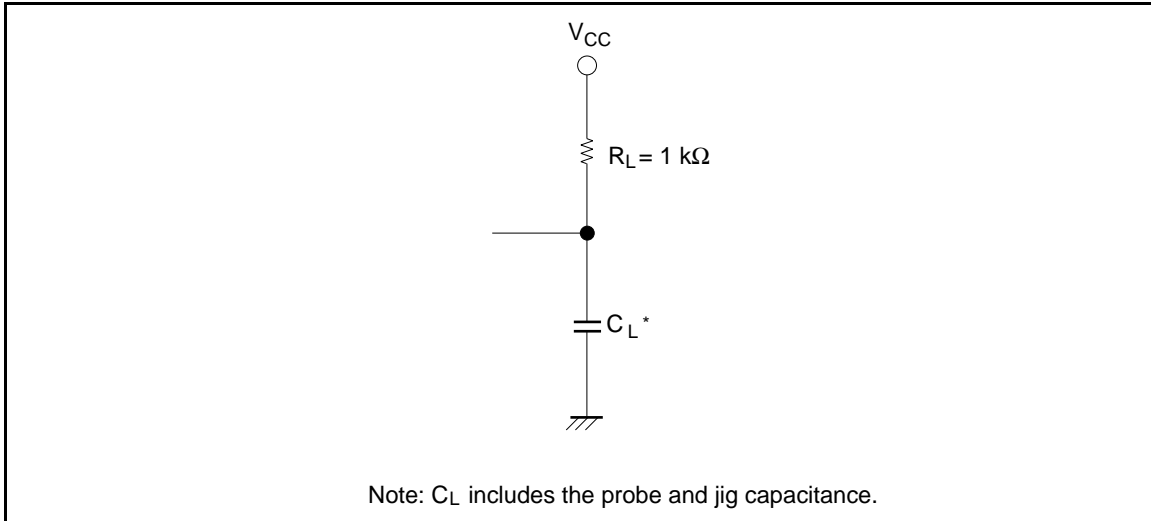 VCC
RL = 1 kΩ
CL*
Note: CL includes the probe and jig capacitance.